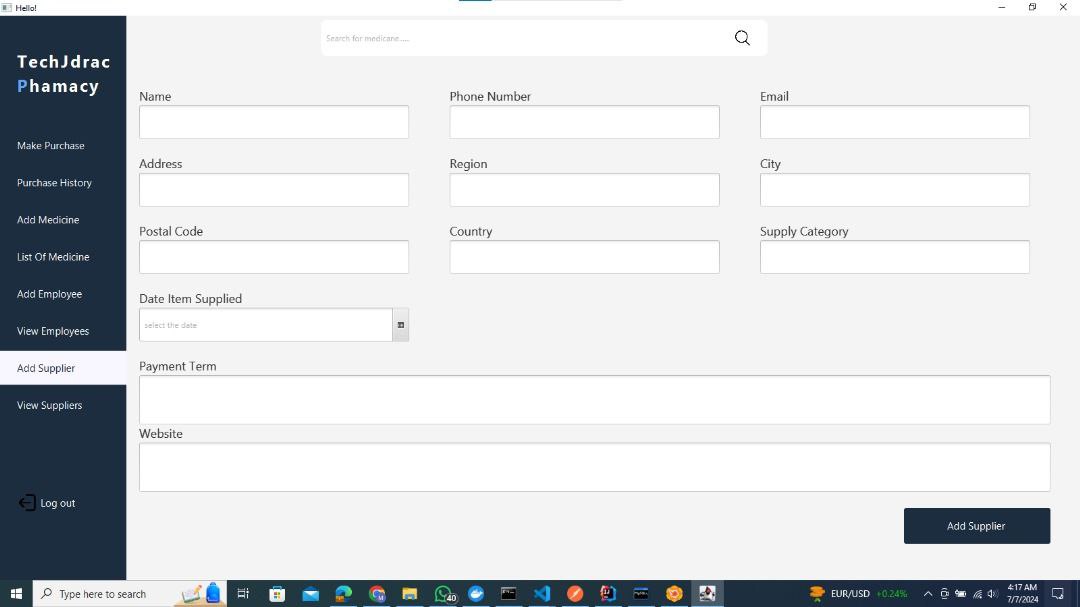 Hello!
TechJdrac
Phamacy
Search for medicane.....
Make Purchase
Purchase History
Add Medicine
List Of Medicine
Add Employee
View Employees
Add Supplier
View Suppliers
Log out
Name
Phone Number
Email
Address
Region
City
Postal Code
Country
Supply Category
Date Item Supplied
select the date
Payment Term
Website
Add Supplier
Type here to search
40
EUR/USD +0.24%
4:17 AM
7/7/2024